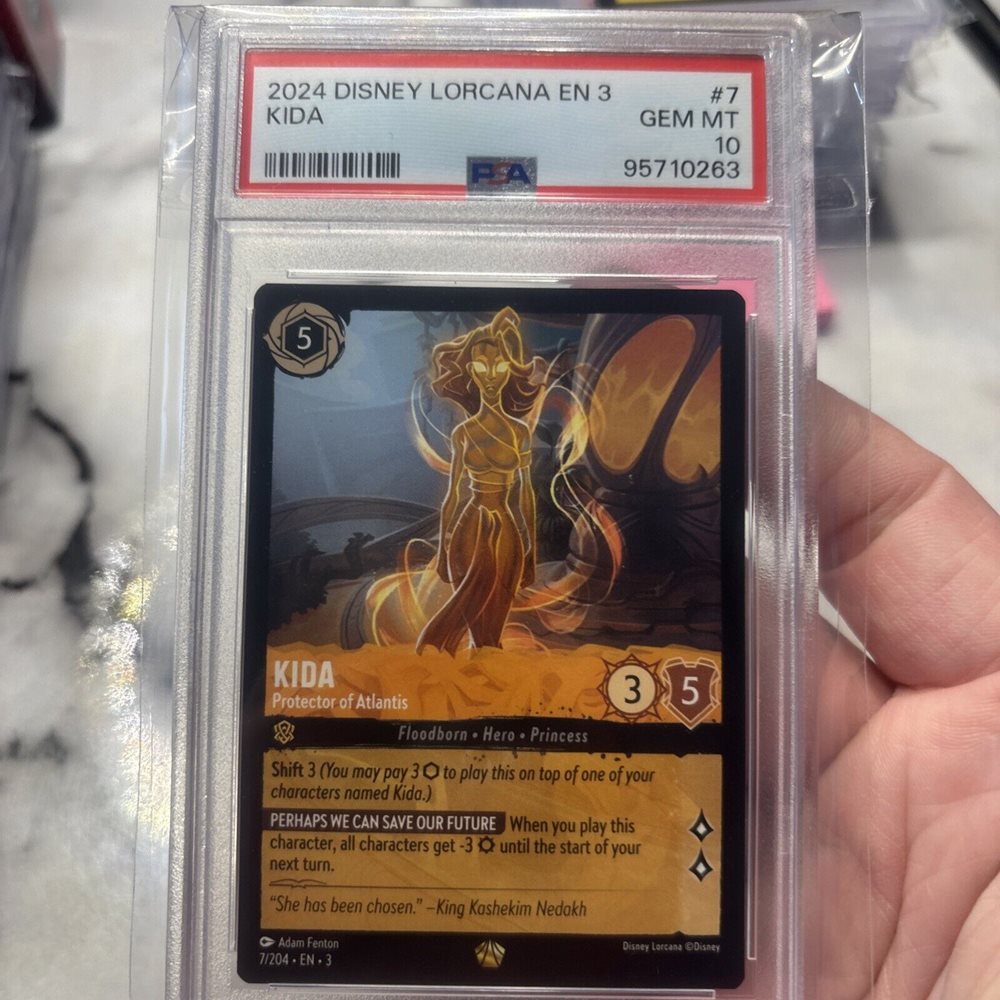 2024 DISNEY LORCANA EN 3 #7
KIDA GEM MT
10
PSA 95710263
5
KIDA
Protector of Atlantis
3 5
Floodborn • Hero • Princess
Shift 3 (You may pay 3 ⬡ to play this on top of one of your
characters named Kida.)
PERHAPS WE CAN SAVE OUR FUTURE When you play this
character, all characters get -3 ¤ until the start of your
next turn.
“She has been chosen.” –King Kashekim Nedakh
Adam Fenton
7/204 • EN • 3
Disney Lorcana ©Disney